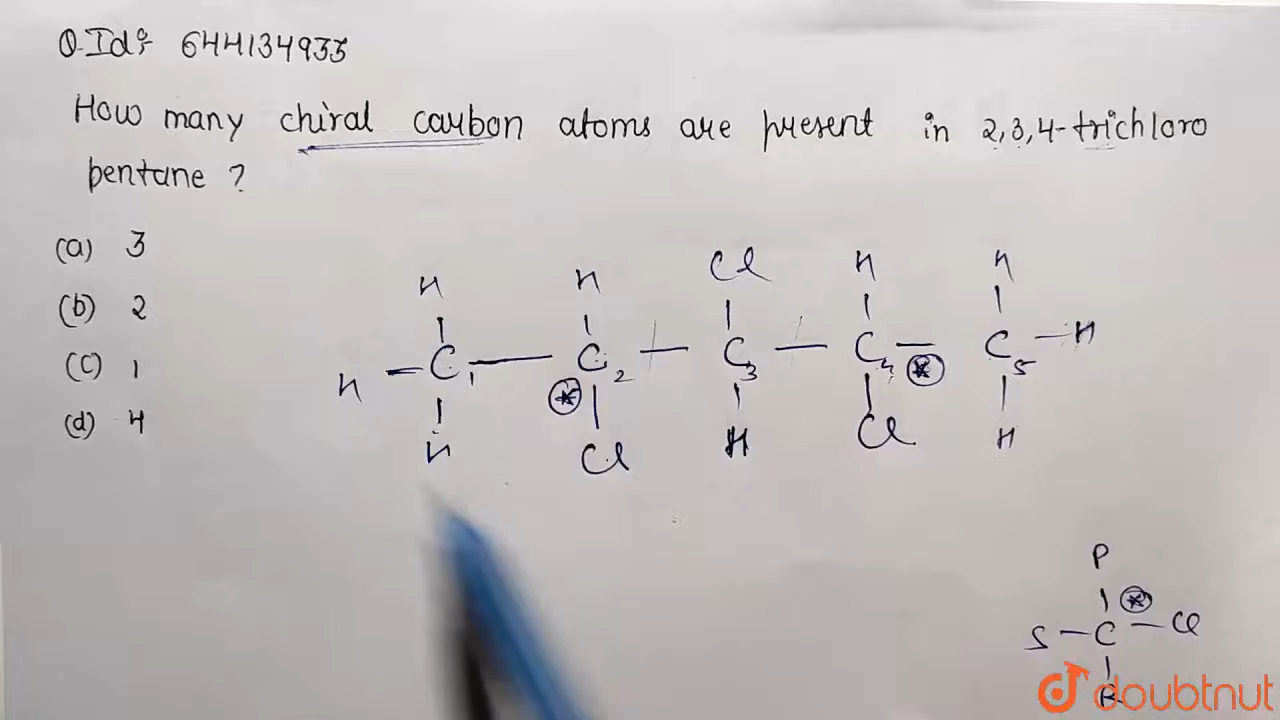 Q.Id:- 644134933
How many chiral carbon atoms are present in 2,3,4-trichloro
pentane ?
(a) 3
(b) 2
(c) 1
(d) 4
H H Cl H H
H - C1 - C2 - C3 - C4 - C5 - H
* *
H Cl H Cl H
P
*
S - C - Cl
R
doubtnut